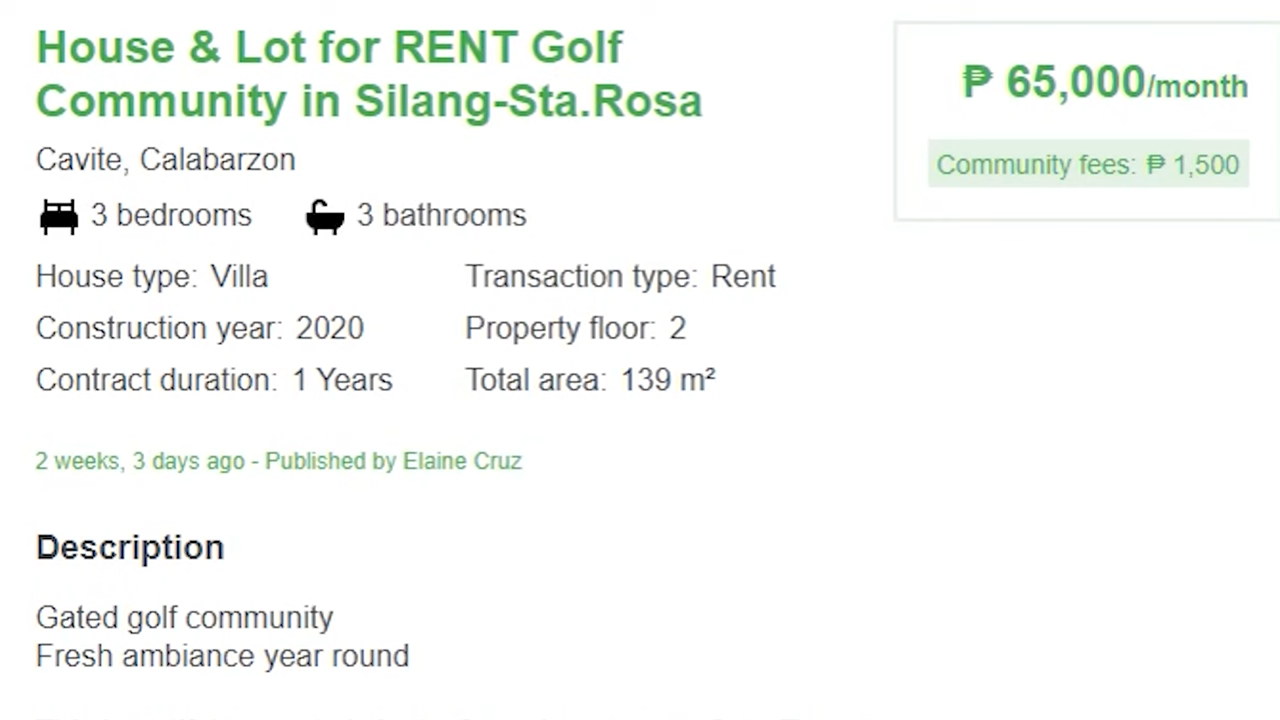 House & Lot for RENT Golf
Community in Silang-Sta.Rosa
₱ 65,000/month
Community fees: ₱ 1,500
Cavite, Calabarzon
3 bedrooms 3 bathrooms
House type: Villa Transaction type: Rent
Construction year: 2020 Property floor: 2
Contract duration: 1 Years Total area: 139 m²
2 weeks, 3 days ago - Published by Elaine Cruz
Description
Gated golf community
Fresh ambiance year round